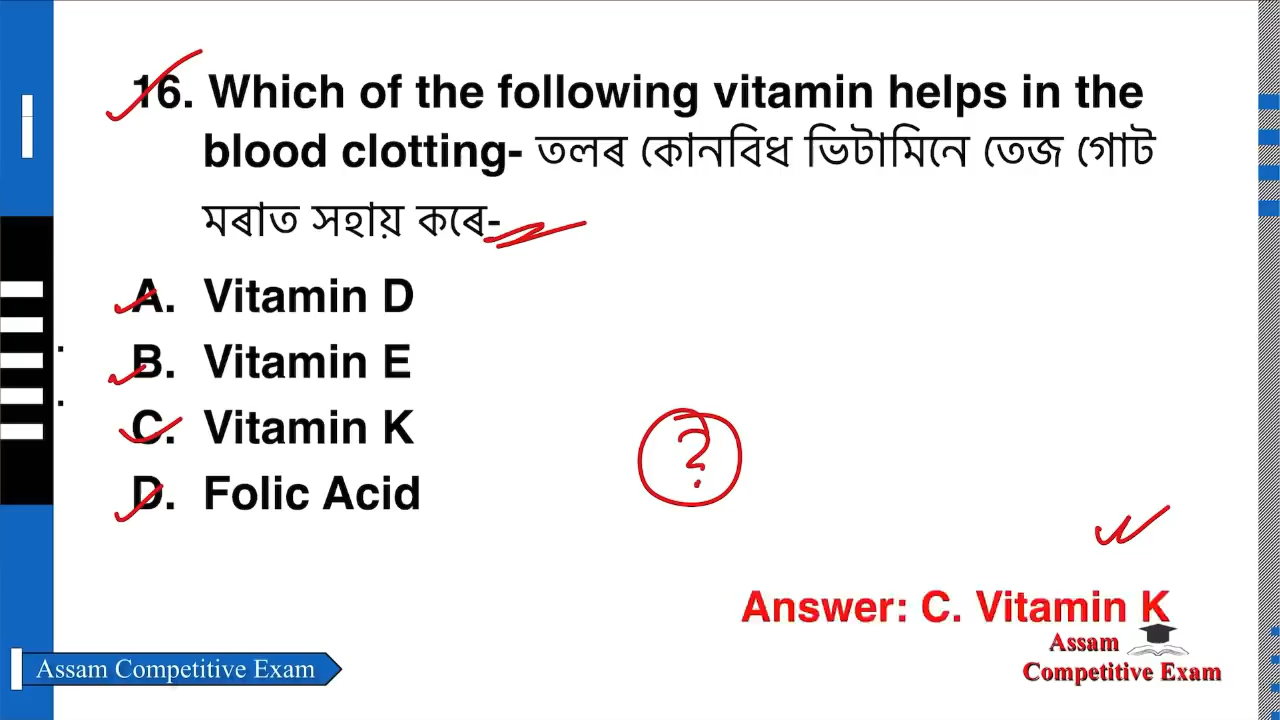 16. Which of the following vitamin helps in the
blood clotting- তলৰ কোনবিধ ভিটামিনে তেজ গোট
মৰাত সহায় কৰে-
A. Vitamin D
B. Vitamin E
C. Vitamin K
D. Folic Acid
?
Answer: C. Vitamin K
Assam
Competitive Exam
Assam Competitive Exam